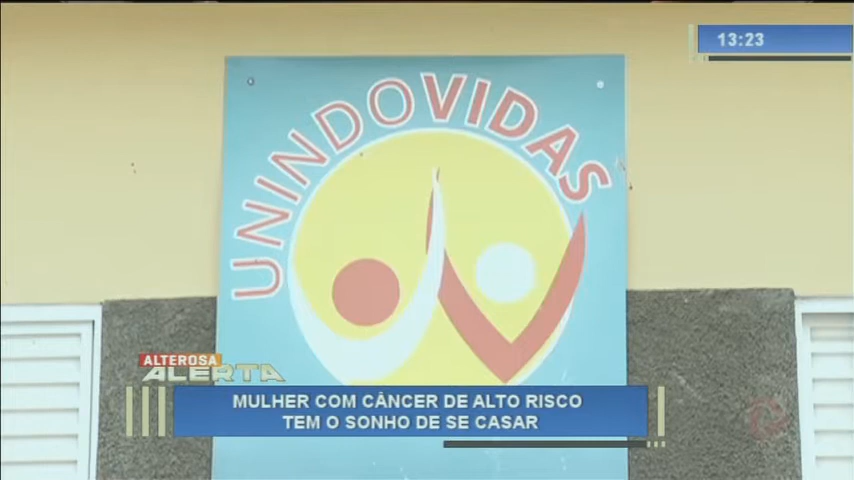 13:23
UNINDOVIDAS
ALTEROSA
ALERTA
MULHER COM CÂNCER DE ALTO RISCO
TEM O SONHO DE SE CASAR